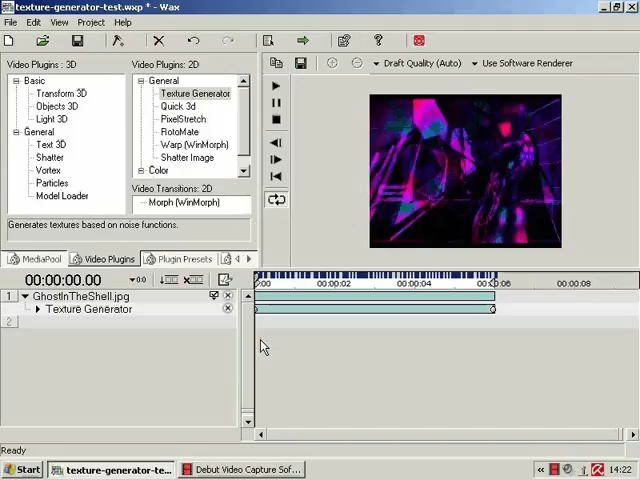 texture-generator-test.wxp * - Wax
File Edit View Project Help
Video Plugins : 3D
Basic
Transform 3D
Objects 3D
Light 3D
General
Text 3D
Shatter
Vortex
Particles
Model Loader
Video Plugins: 2D
General
Texture Generator
Quick 3d
PixelStretch
RotoMate
Warp (WinMorph)
Shatter Image
Color
Video Transitions: 2D
Morph (WinMorph)
Generates textures based on noise functions.
MediaPool Video Plugins Plugin Presets
Draft Quality (Auto) Use Software Renderer
00:00:00.00 0:0
:00 00:00:02 00:00:04 00:00:06 00:00:08
1 GhostInTheShell.jpg
Texture Generator
2
Ready
Start texture-generator-te... Debut Video Capture Sof... 14:22